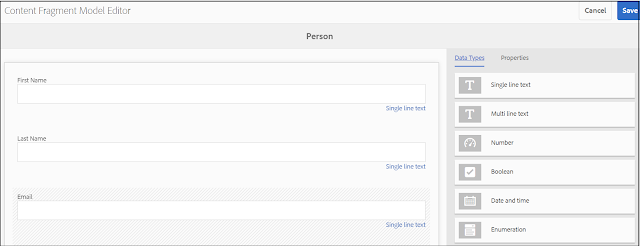 Content Fragment Model Editor
Cancel
Save
Person
First Name
Single line text
Last Name
Single line text
Email
Single line text
Data Types
Properties
Single line text
Multi line text
Number
Boolean
Date and time
Enumeration